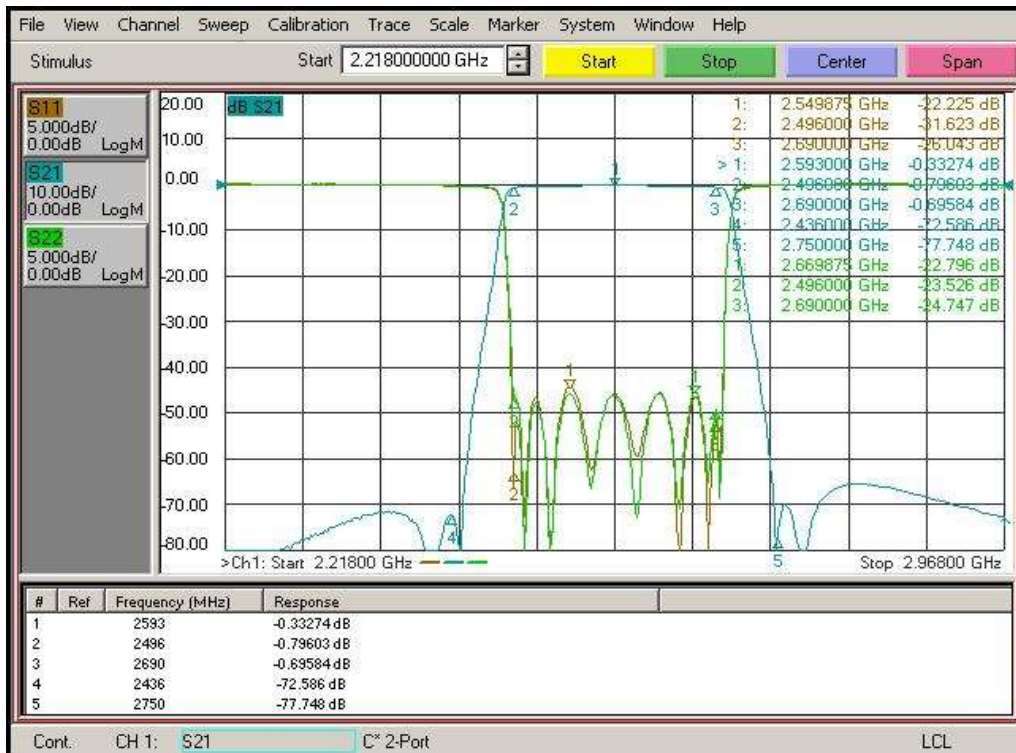 File View Channel Sweep Calibration Trace Scale Marker System Window Help
Stimulus Start 2.218000000 GHz Start Stop Center Span
S11
5.000dB/
0.00dB LogM
S21
10.00dB/
0.00dB LogM
S22
5.000dB/
0.00dB LogM
dB S21
20.00
10.00
0.00
-10.00
-20.00
-30.00
-40.00
-50.00
-60.00
-70.00
-80.00
1: 2.549875 GHz -22.225 dB
2: 2.496000 GHz -31.623 dB
3: 2.690000 GHz -26.043 dB
> 1: 2.593000 GHz -0.33274 dB
2: 2.496000 GHz -0.79603 dB
3: 2.690000 GHz -0.69584 dB
4: 2.436000 GHz -72.586 dB
5: 2.750000 GHz -77.748 dB
1: 2.669875 GHz -22.796 dB
2: 2.496000 GHz -23.526 dB
3: 2.690000 GHz -24.747 dB
1
2
3
1
1
2
4
5
>Ch1: Start 2.21800 GHz Stop 2.96800 GHz
# Ref Frequency (MHz) Response
1 2593 -0.33274 dB
2 2496 -0.79603 dB
3 2690 -0.69584 dB
4 2436 -72.586 dB
5 2750 -77.748 dB
Cont. CH 1: S21 C* 2-Port LCL